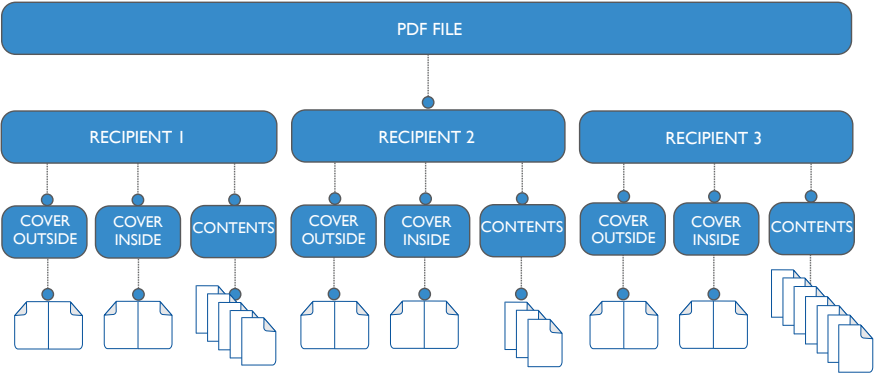 PDF FILE
RECIPIENT 1
RECIPIENT 2
RECIPIENT 3
COVER
OUTSIDE
COVER
INSIDE
CONTENTS
COVER
OUTSIDE
COVER
INSIDE
CONTENTS
COVER
OUTSIDE
COVER
INSIDE
CONTENTS